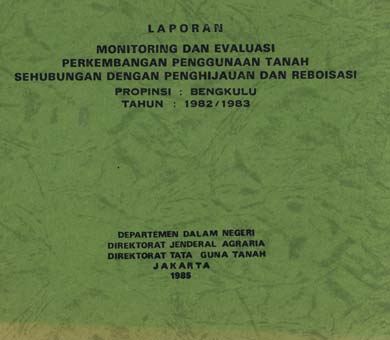 LAPORAN
MONITORING DAN EVALUASI
PERKEMBANGAN PENGGUNAAN TANAH
SEHUBUNGAN DENGAN PENGHIJAUAN DAN REBOISASI
PROPINSI : BENGKULU
TAHUN : 1982/1983
DEPARTEMEN DALAM NEGERI
DIREKTORAT JENDERAL AGRARIA
DIREKTORAT TATA GUNA TANAH
JAKARTA
1985